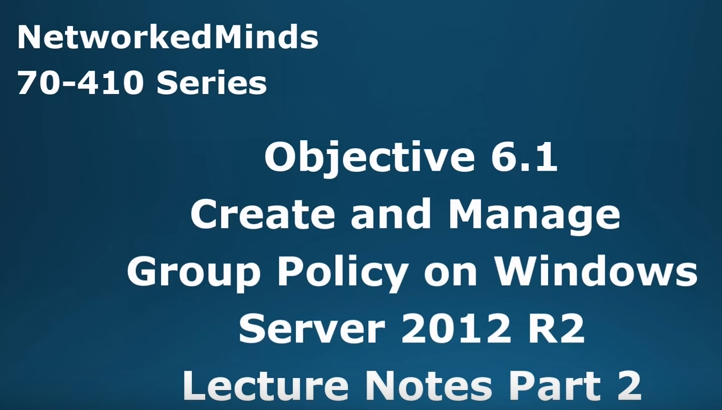 NetworkedMinds
70-410 Series
Objective 6.1
Create and Manage
Group Policy on Windows
Server 2012 R2
Lecture Notes Part 2